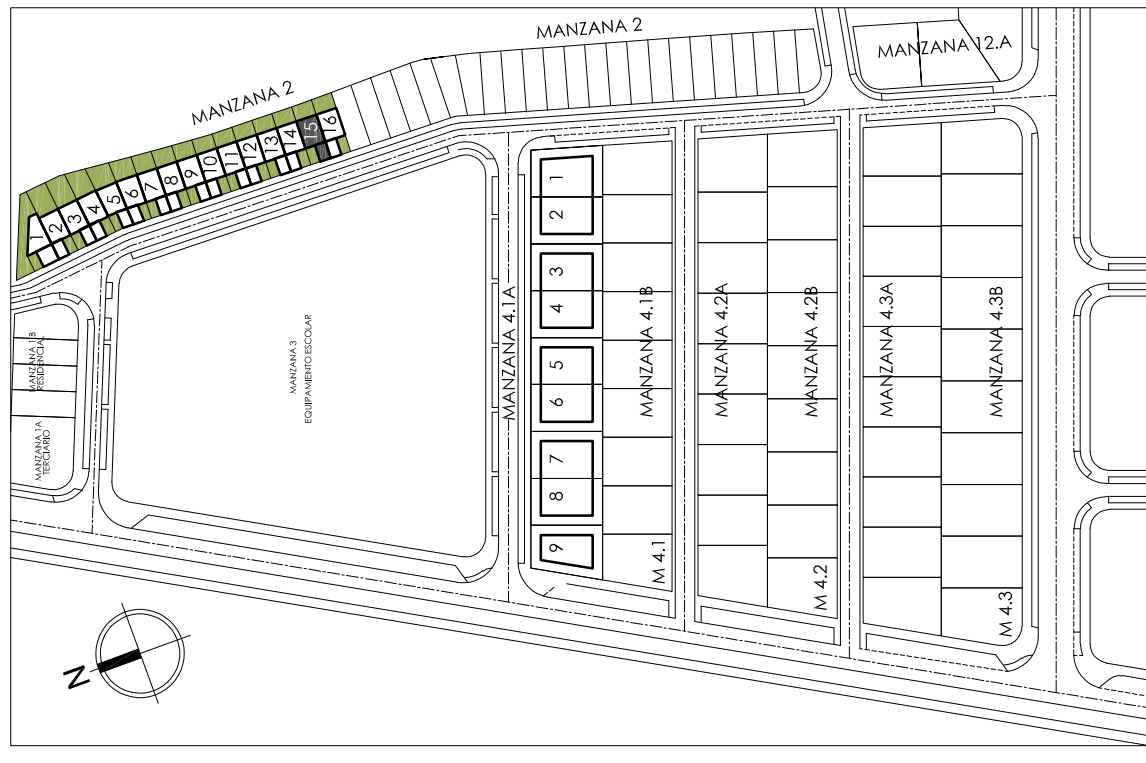 MANZANA 2
MANZANA 2
MANZANA 12.A
1
2
3
4
5
6
7
8
9
10
11
12
13
14
15
16
MANZANA 1B
RESIDENCIAL
MANZANA 1A
TERCIARIO
MANZANA 3
EQUIPAMIENTO ESCOLAR
MANZANA 4.1A
1
2
3
4
5
6
7
8
9
MANZANA 4.1B
M 4.1
MANZANA 4.2A
MANZANA 4.2B
M 4.2
MANZANA 4.3A
MANZANA 4.3B
M 4.3
N